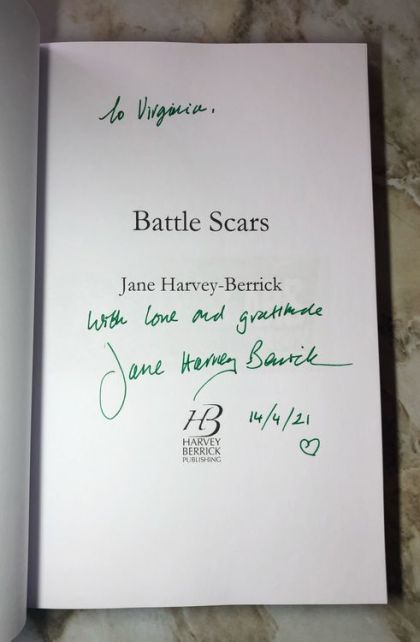 to Virginia.
Battle Scars
Jane Harvey-Berrick
With love and gratitude
Jane Harvey Berrick
HB
14/4/21
HARVEY
BERRICK
PUBLISHING